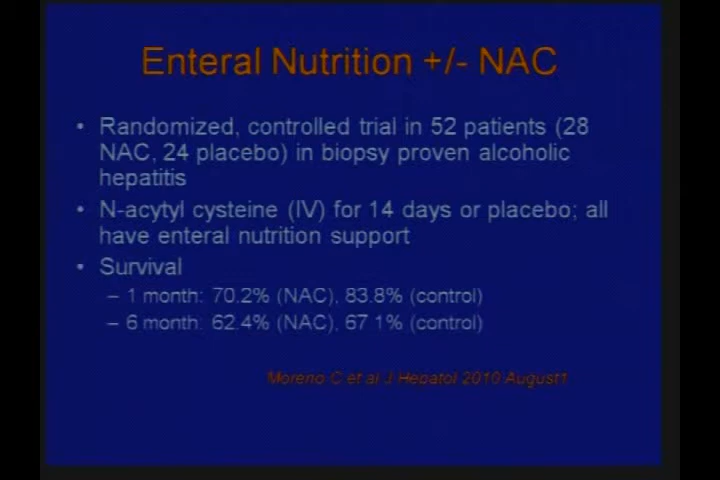 Enteral Nutrition +/- NAC
• Randomized, controlled trial in 52 patients (28
NAC, 24 placebo) in biopsy proven alcoholic
hepatitis
• N-acytyl cysteine (IV) for 14 days or placebo; all
have enteral nutrition support
• Survival
– 1 month: 70.2% (NAC), 83.8% (control)
– 6 month: 62.4% (NAC), 67.1% (control)
Moreno C et al J Hepatol 2010 August1